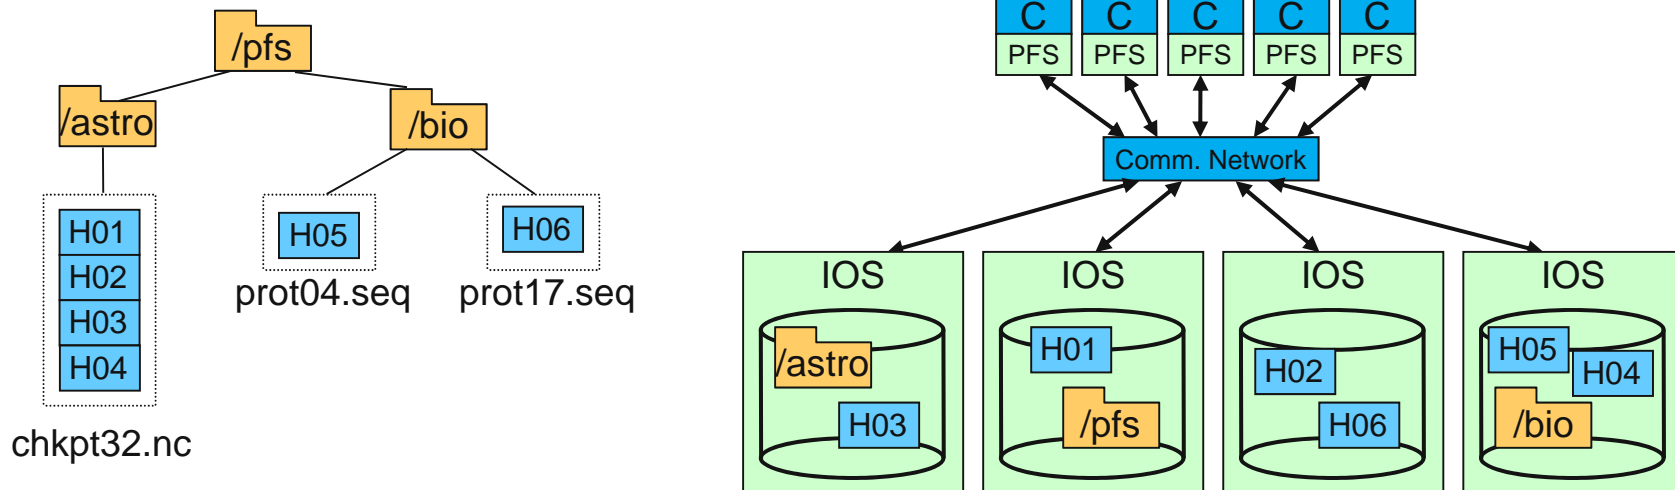 /pfs
/astro
/bio
H01
H02
H03
H04
H05
H06
prot04.seq
prot17.seq
chkpt32.nc
C C C C C
PFS PFS PFS PFS PFS
Comm. Network
IOS IOS IOS IOS
/astro
H03
H01
/pfs
H02
H06
H05
H04
/bio